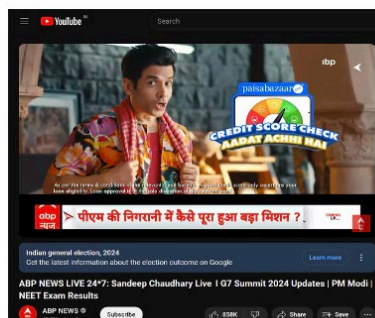 YouTube
Search
abp
paisabazaar
CREDIT SCORE CHECK
AADAT ACHHI HAI
abp
न्यूज़
पीएम की निगरानी में कैसे पूरा हुआ बड़ा मिशन ?
Indian general election, 2024
Get the latest information about the election outcome on Google
Learn more
ABP NEWS LIVE 24*7: Sandeep Chaudhary Live I G7 Summit 2024 Updates | PM Modi |
NEET Exam Results
ABP NEWS
Subscribe
858K
Share
Save